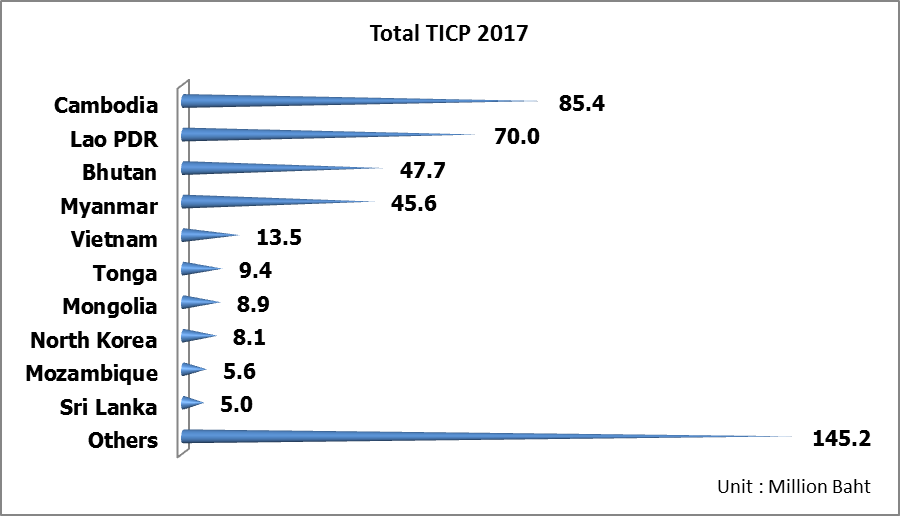 Total TICP 2017
Cambodia 85.4
Lao PDR 70.0
Bhutan 47.7
Myanmar 45.6
Vietnam 13.5
Tonga 9.4
Mongolia 8.9
North Korea 8.1
Mozambique 5.6
Sri Lanka 5.0
Others 145.2
Unit : Million Baht